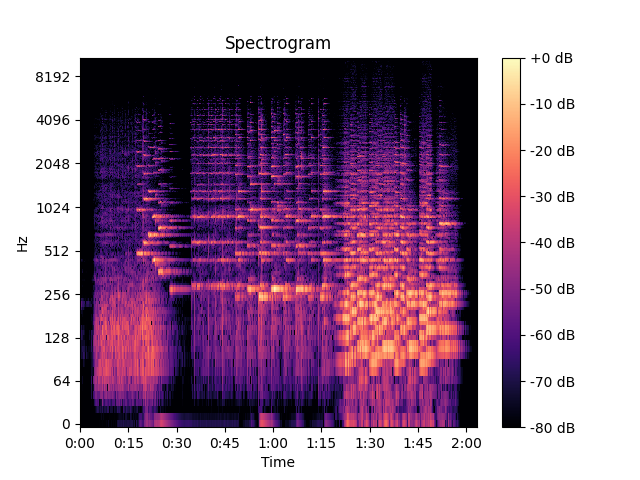 Spectrogram
8192
4096
2048
1024
512
256
128
64
0
Hz
0:00 0:15 0:30 0:45 1:00 1:15 1:30 1:45 2:00
Time
+0 dB
-10 dB
-20 dB
-30 dB
-40 dB
-50 dB
-60 dB
-70 dB
-80 dB